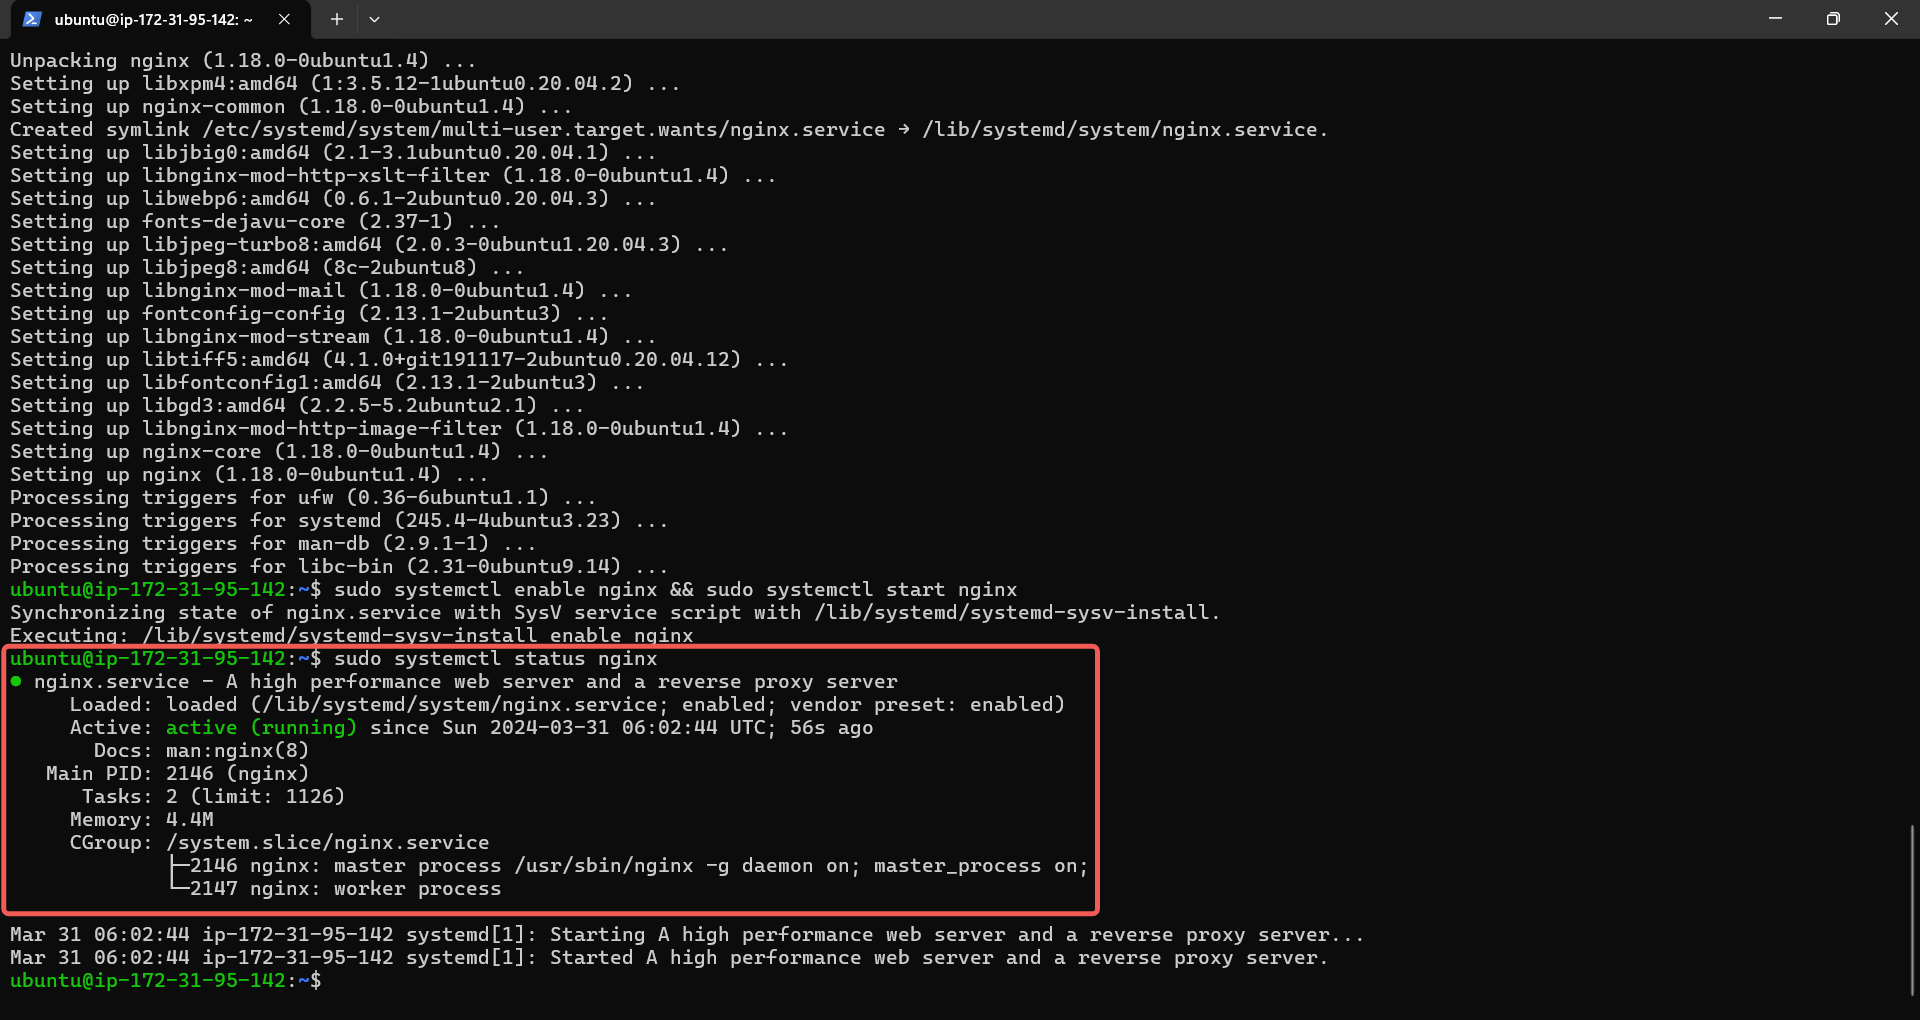 ubuntu@ip-172-31-95-142: ~
Unpacking nginx (1.18.0-0ubuntu1.4) ...
Setting up libxpm4:amd64 (1:3.5.12-1ubuntu0.20.04.2) ...
Setting up nginx-common (1.18.0-0ubuntu1.4) ...
Created symlink /etc/systemd/system/multi-user.target.wants/nginx.service → /lib/systemd/system/nginx.service.
Setting up libjbig0:amd64 (2.1-3.1ubuntu0.20.04.1) ...
Setting up libnginx-mod-http-xslt-filter (1.18.0-0ubuntu1.4) ...
Setting up libwebp6:amd64 (0.6.1-2ubuntu0.20.04.3) ...
Setting up fonts-dejavu-core (2.37-1) ...
Setting up libjpeg-turbo8:amd64 (2.0.3-0ubuntu1.20.04.3) ...
Setting up libjpeg8:amd64 (8c-2ubuntu8) ...
Setting up libnginx-mod-mail (1.18.0-0ubuntu1.4) ...
Setting up fontconfig-config (2.13.1-2ubuntu3) ...
Setting up libnginx-mod-stream (1.18.0-0ubuntu1.4) ...
Setting up libtiff5:amd64 (4.1.0+git191117-2ubuntu0.20.04.12) ...
Setting up libfontconfig1:amd64 (2.13.1-2ubuntu3) ...
Setting up libgd3:amd64 (2.2.5-5.2ubuntu2.1) ...
Setting up libnginx-mod-http-image-filter (1.18.0-0ubuntu1.4) ...
Setting up nginx-core (1.18.0-0ubuntu1.4) ...
Setting up nginx (1.18.0-0ubuntu1.4) ...
Processing triggers for ufw (0.36-6ubuntu1.1) ...
Processing triggers for systemd (245.4-4ubuntu3.23) ...
Processing triggers for man-db (2.9.1-1) ...
Processing triggers for libc-bin (2.31-0ubuntu9.14) ...
ubuntu@ip-172-31-95-142:~$ sudo systemctl enable nginx && sudo systemctl start nginx
Synchronizing state of nginx.service with SysV service script with /lib/systemd/systemd-sysv-install.
Executing: /lib/systemd/systemd-sysv-install enable nginx
ubuntu@ip-172-31-95-142:~$ sudo systemctl status nginx
● nginx.service - A high performance web server and a reverse proxy server
     Loaded: loaded (/lib/systemd/system/nginx.service; enabled; vendor preset: enabled)
     Active: active (running) since Sun 2024-03-31 06:02:44 UTC; 56s ago
       Docs: man:nginx(8)
   Main PID: 2146 (nginx)
      Tasks: 2 (limit: 1126)
     Memory: 4.4M
     CGroup: /system.slice/nginx.service
             ├─2146 nginx: master process /usr/sbin/nginx -g daemon on; master_process on;
             └─2147 nginx: worker process
Mar 31 06:02:44 ip-172-31-95-142 systemd[1]: Starting A high performance web server and a reverse proxy server...
Mar 31 06:02:44 ip-172-31-95-142 systemd[1]: Started A high performance web server and a reverse proxy server.
ubuntu@ip-172-31-95-142:~$